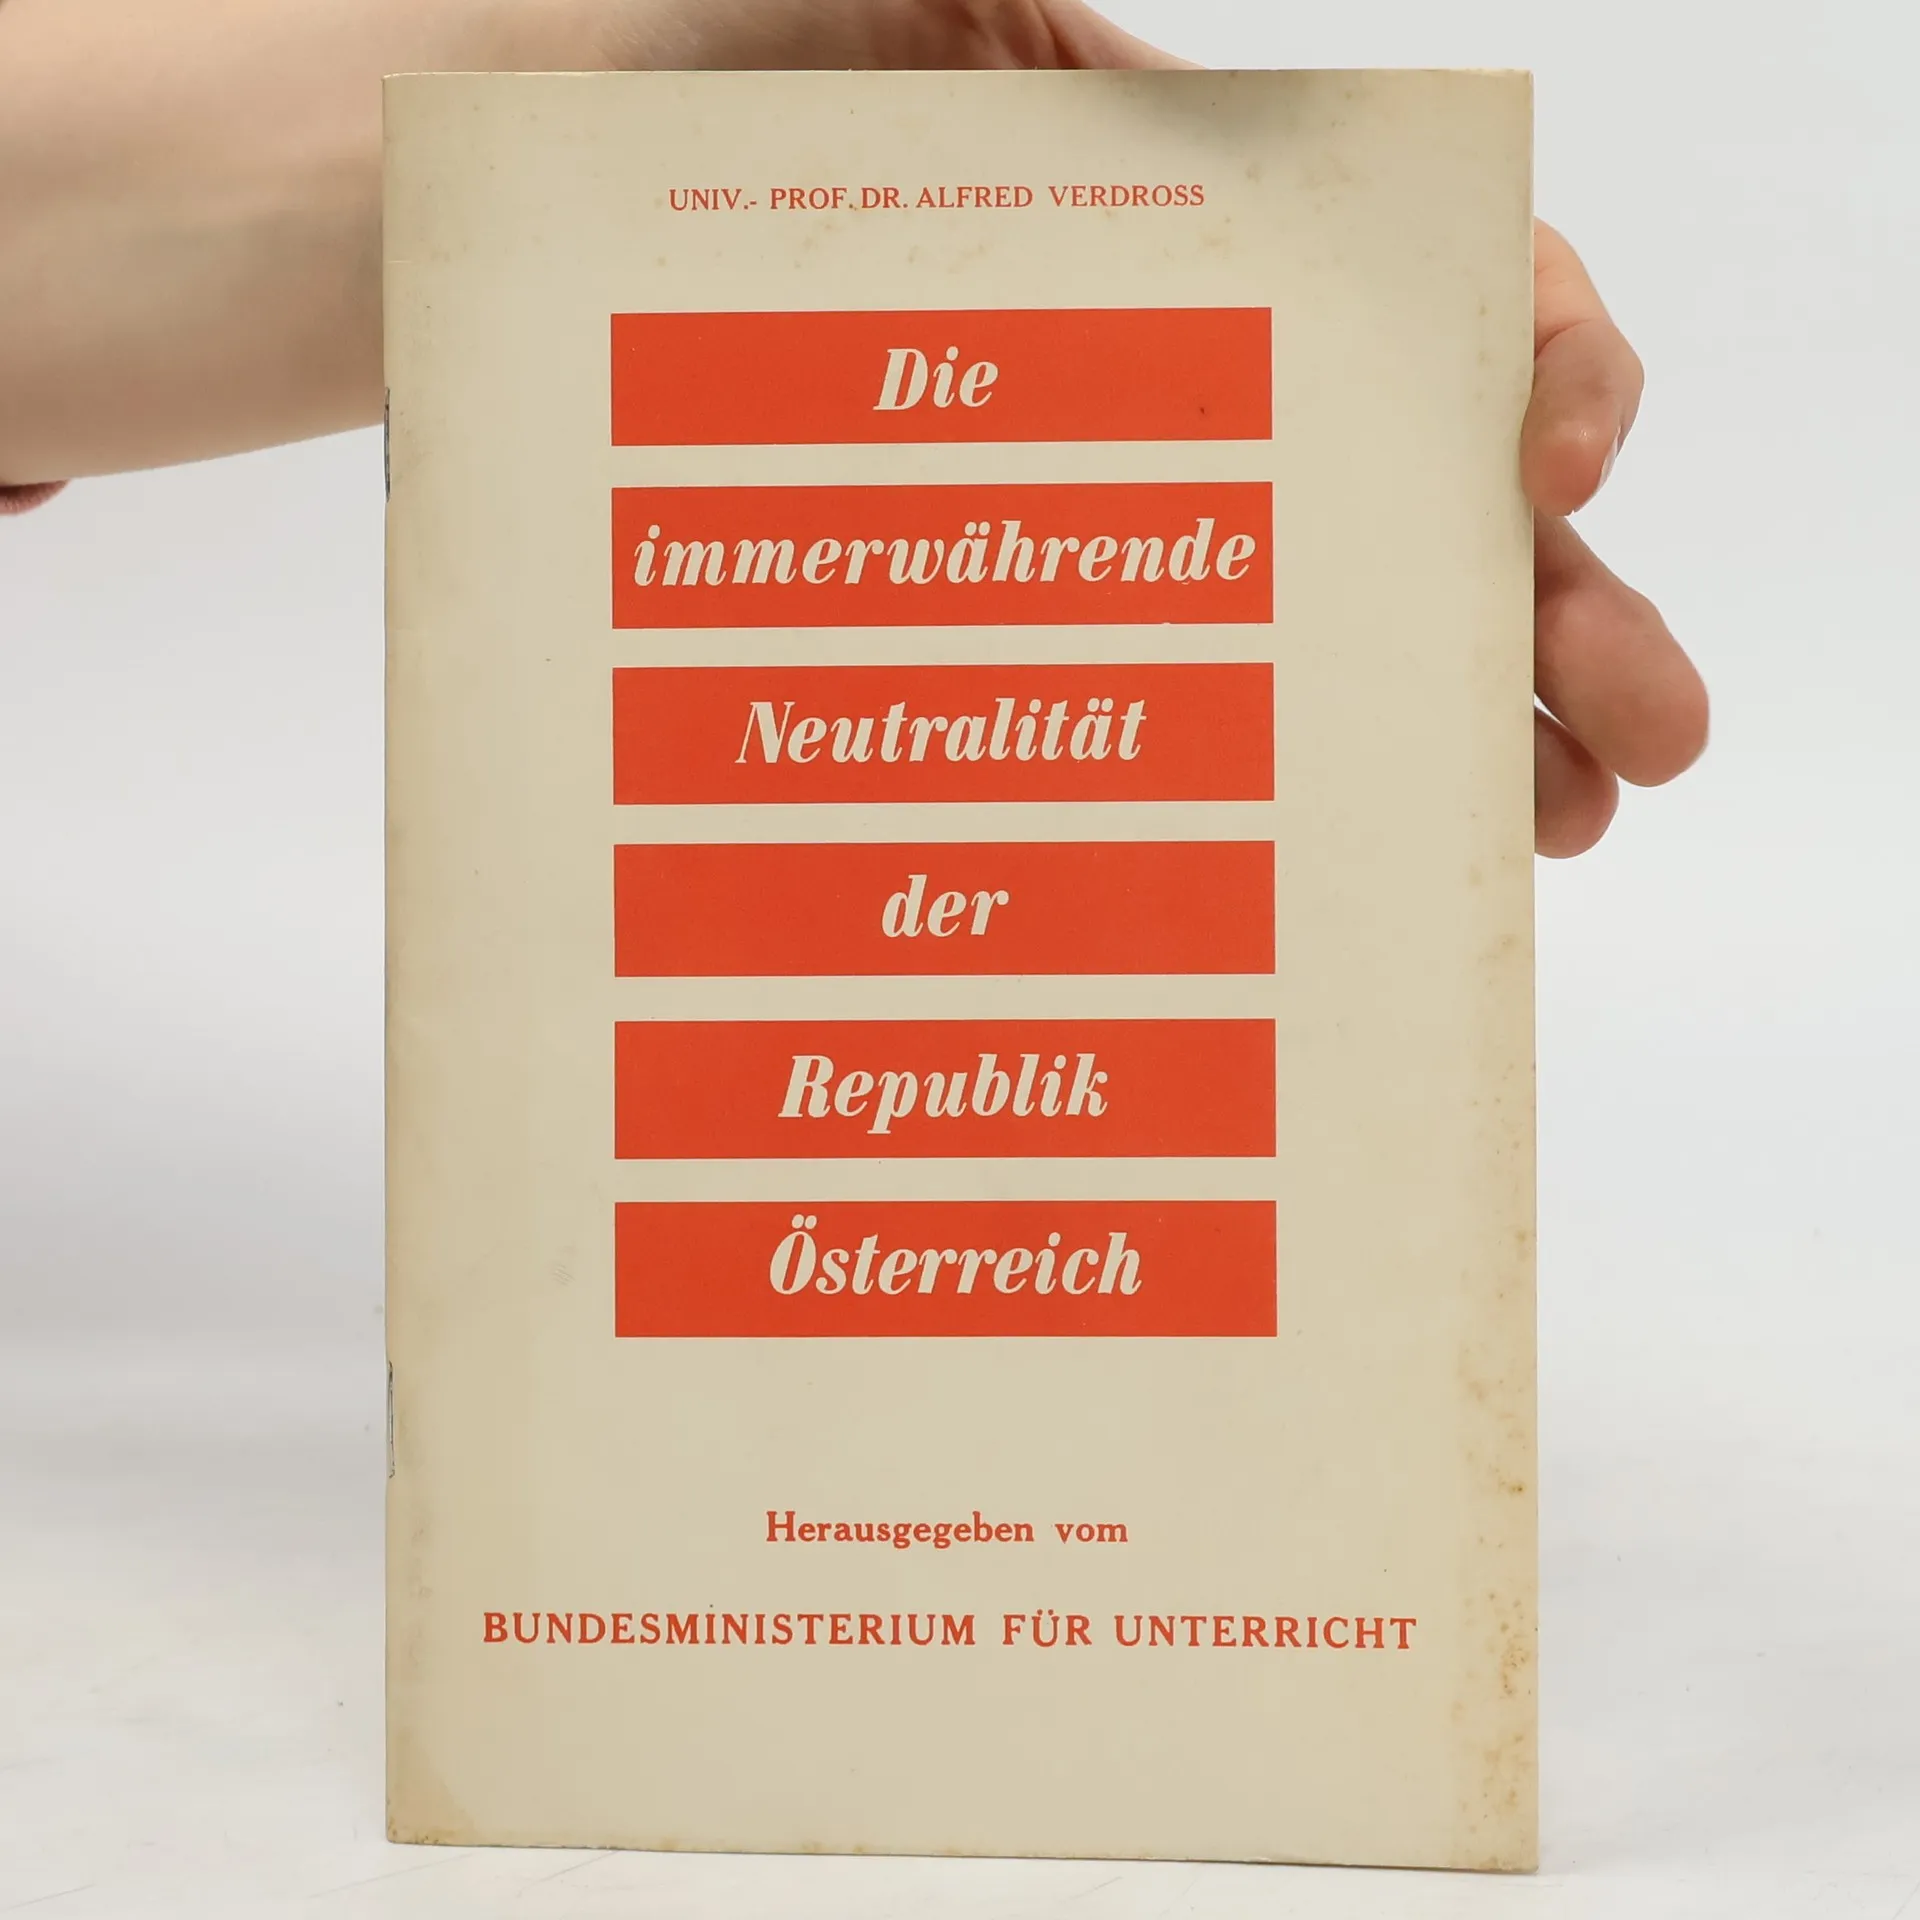 UNIV.- PROF. DR. ALFRED VERDROSS
Die
immerwährende
Neutralität
der
Republik
Österreich
Herausgegeben vom
BUNDESMINISTERIUM FÜR UNTERRICHT